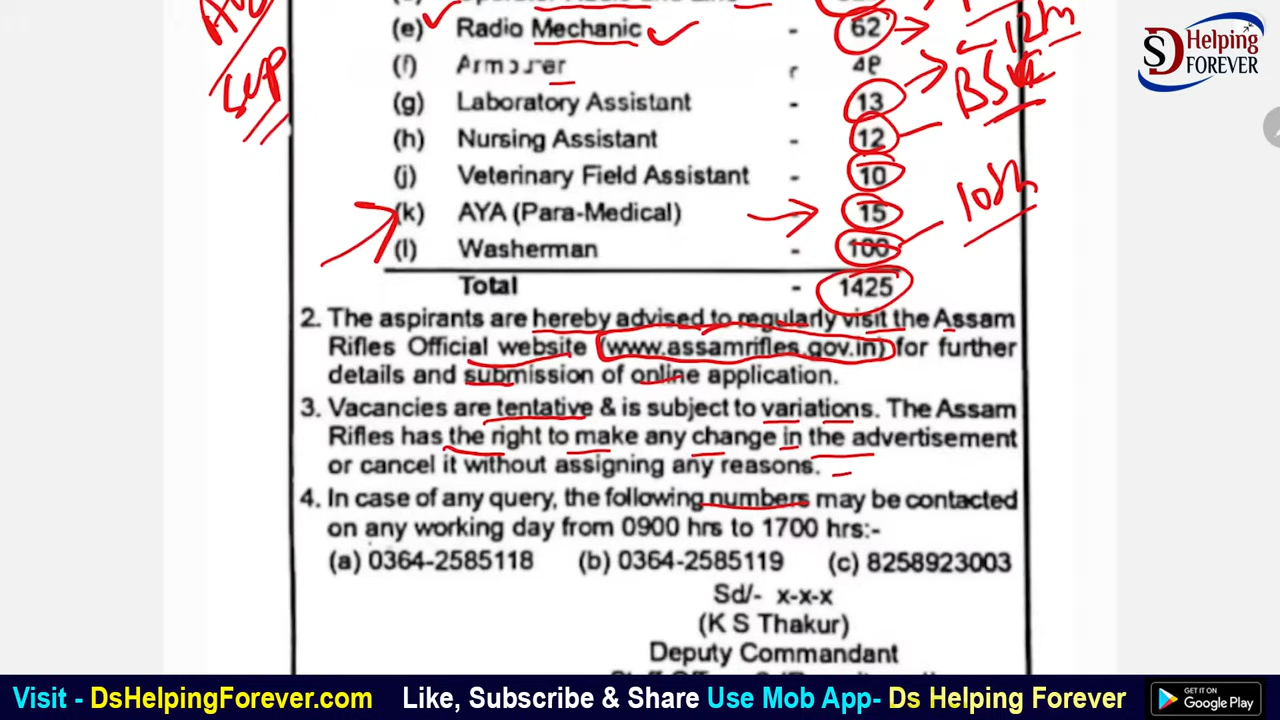 (e) Radio Mechanic - 62
(f) Armourer
(g) Laboratory Assistant - 13
(h) Nursing Assistant - 12
(j) Veterinary Field Assistant - 10
(k) AYA (Para-Medical) - 15
(l) Washerman - 100
Total - 1425
10th
12th
Sep
Helping
FOREVER
2. The aspirants are hereby advised to regularly visit the Assam
Rifles Official website (www.assamrifles.gov.in) for further
details and submission of online application.
3. Vacancies are tentative & is subject to variations. The Assam
Rifles has the right to make any change in the advertisement
or cancel it without assigning any reasons.
4. In case of any query, the following numbers may be contacted
on any working day from 0900 hrs to 1700 hrs:-
(a) 0364-2585118 (b) 0364-2585119 (c) 8258923003
Sd/- x-x-x
(K S Thakur)
Deputy Commandant
Visit - DsHelpingForever.com Like, Subscribe & Share Use Mob App- Ds Helping Forever
GET IT ON
Google Play